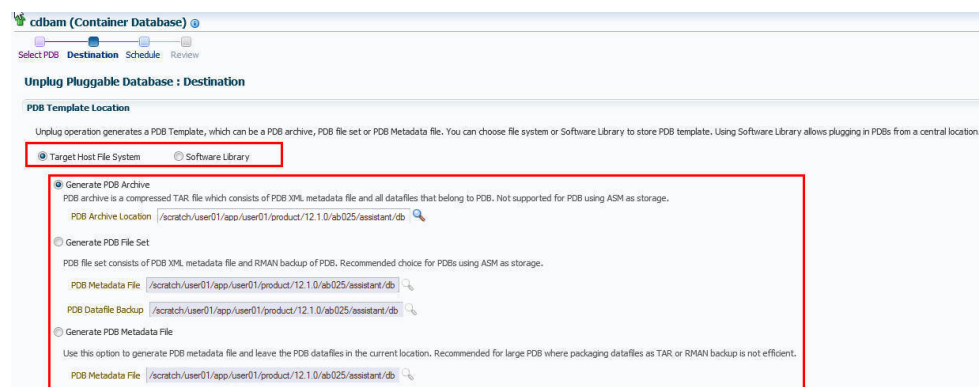 cdbam (Container Database)
Select PDB Destination Schedule Review
Unplug Pluggable Database : Destination
PDB Template Location
Unplug operation generates a PDB Template, which can be a PDB archive, PDB file set or PDB Metadata file. You can choose file system or Software Library to store PDB template. Using Software Library allows plugging in PDBs from a central location.
Target Host File System Software Library
Generate PDB Archive
PDB archive is a compressed TAR file which consists of PDB XML metadata file and all datafiles that belong to PDB. Not supported for PDB using ASM as storage.
PDB Archive Location /scratch/user01/app/user01/product/12.1.0/ab025/assistant/db
Generate PDB File Set
PDB file set consists of PDB XML metadata file and RMAN backup of PDB. Recommended choice for PDBs using ASM as storage.
PDB Metadata File /scratch/user01/app/user01/product/12.1.0/ab025/assistant/db
PDB Datafile Backup /scratch/user01/app/user01/product/12.1.0/ab025/assistant/db
Generate PDB Metadata File
Use this option to generate PDB metadata file and leave the PDB datafiles in the current location. Recommended for large PDB where packaging datafiles as TAR or RMAN backup is not efficient.
PDB Metadata File /scratch/user01/app/user01/product/12.1.0/ab025/assistant/db